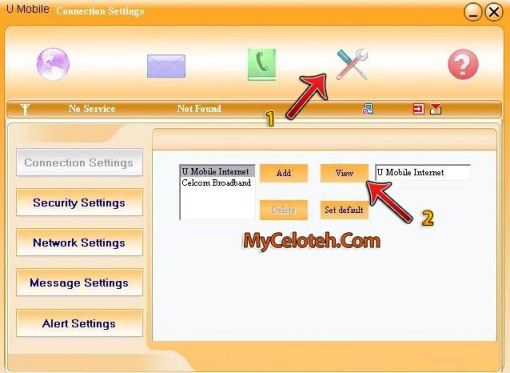 U Mobile Connection Settings
?
1
No Service Not Found
Connection Settings
Security Settings
Network Settings
Message Settings
Alert Settings
U Mobile Internet
Celcom Broadband
Add View U Mobile Internet
Delete Set default
2
MyCeloteh.Com